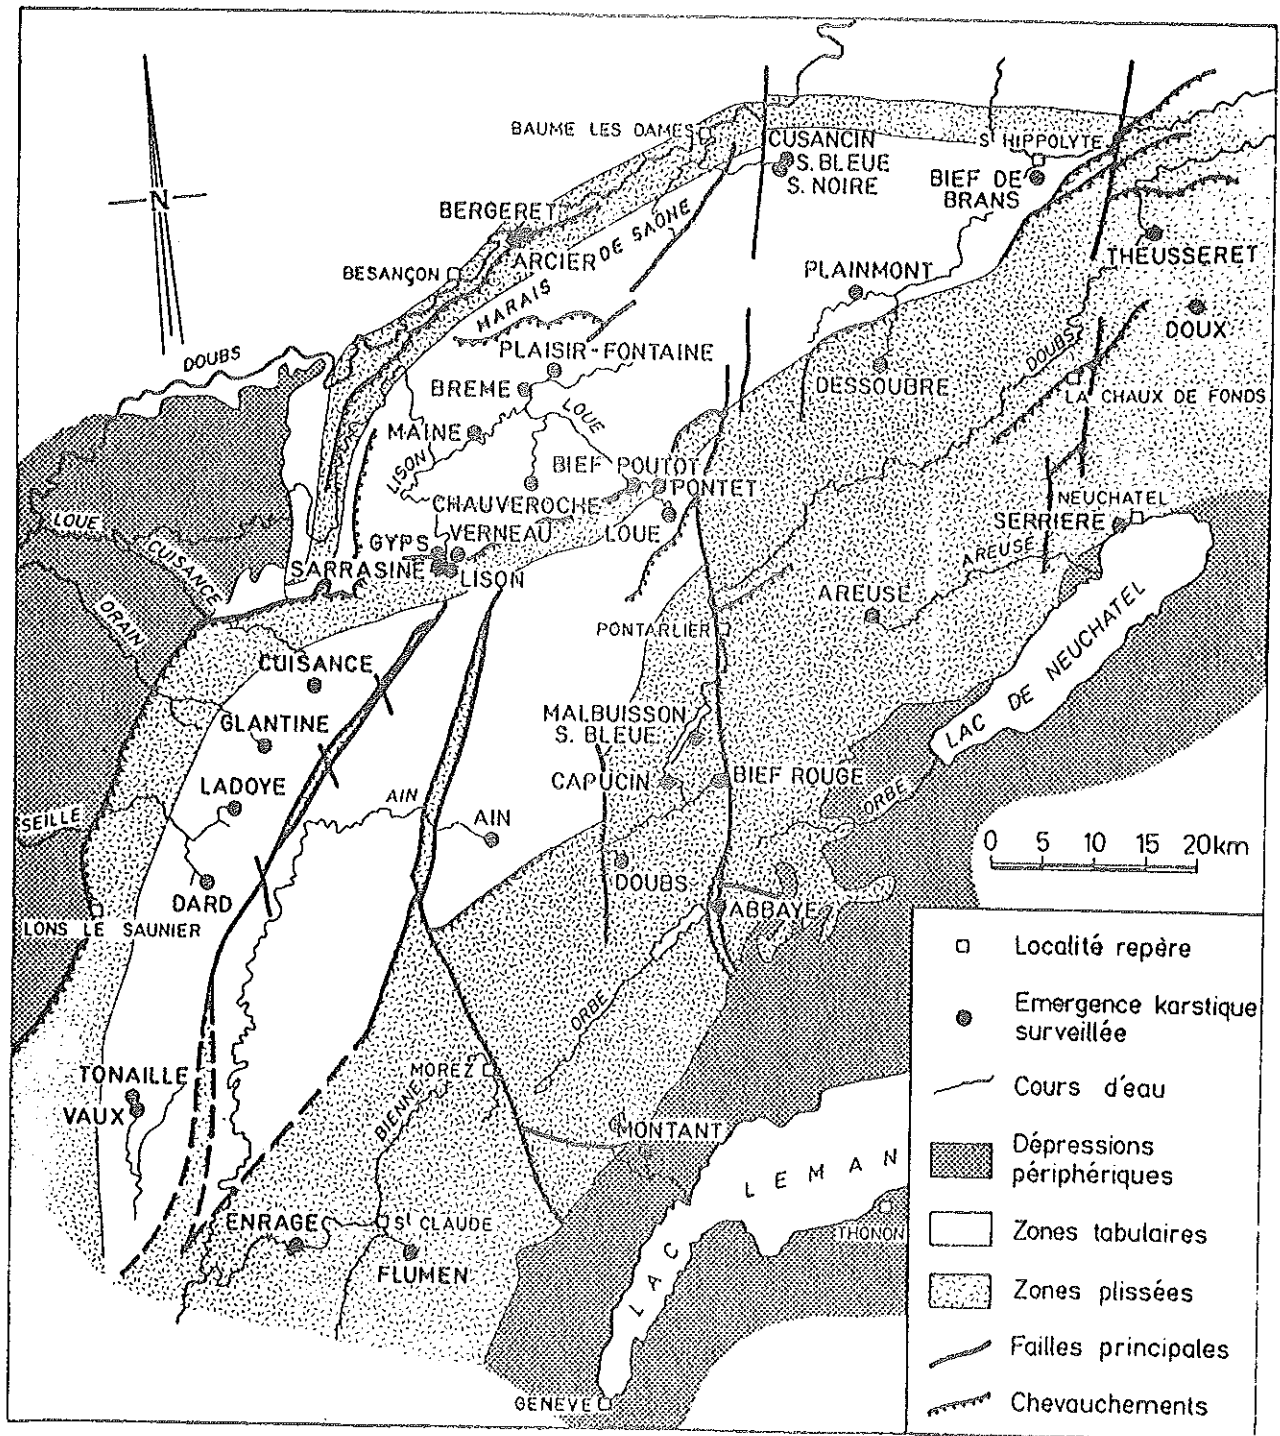 BAUME LES DAMES
CUSANCIN
S. BLEUE
S. NOIRE
St HIPPOLYTE
BIEF DE
BRANS
N
BERGERET
ARCIER
BESANÇON
MARAIS DE SAÔNE
THEUSSERET
PLAINMONT
DOUX
DOUBS
PLAISIR-FONTAINE
DOUBS
DESSOUBRE
BREME
LOUE
LA CHAUX DE FONDS
MAINE
LISON
BIEF POUTOT
PONTET
CHAUVEROCHE
NEUCHATEL
LOUE
VERNEAU
LOUE
SERRIERE
CUISANCE
GYPS
SARRASINE
LISON
AREUSE
ORAIN
AREUSE
PONTARLIER
CUISANCE
LAC DE NEUCHATEL
GLANTINE
MALBUISSON
S. BLEUE
CAPUCIN
BIEF ROUGE
LADOYE
AIN
AIN
ORBE
SEILLE
0 5 10 15 20km
DOUBS
DARD
ABBAYE
LONS LE SAUNIER
ORBE
Localité repère
Emergence karstique
surveillée
TONAILLE
VAUX
MOREZ
Cours d'eau
BIENNE
MONTANT
Dépressions
périphériques
LAC LEMAN
ENRAGE
St CLAUDE
THONON
Zones tabulaires
FLUMEN
Zones plissées
Failles principales
GENEVE
Chevauchements